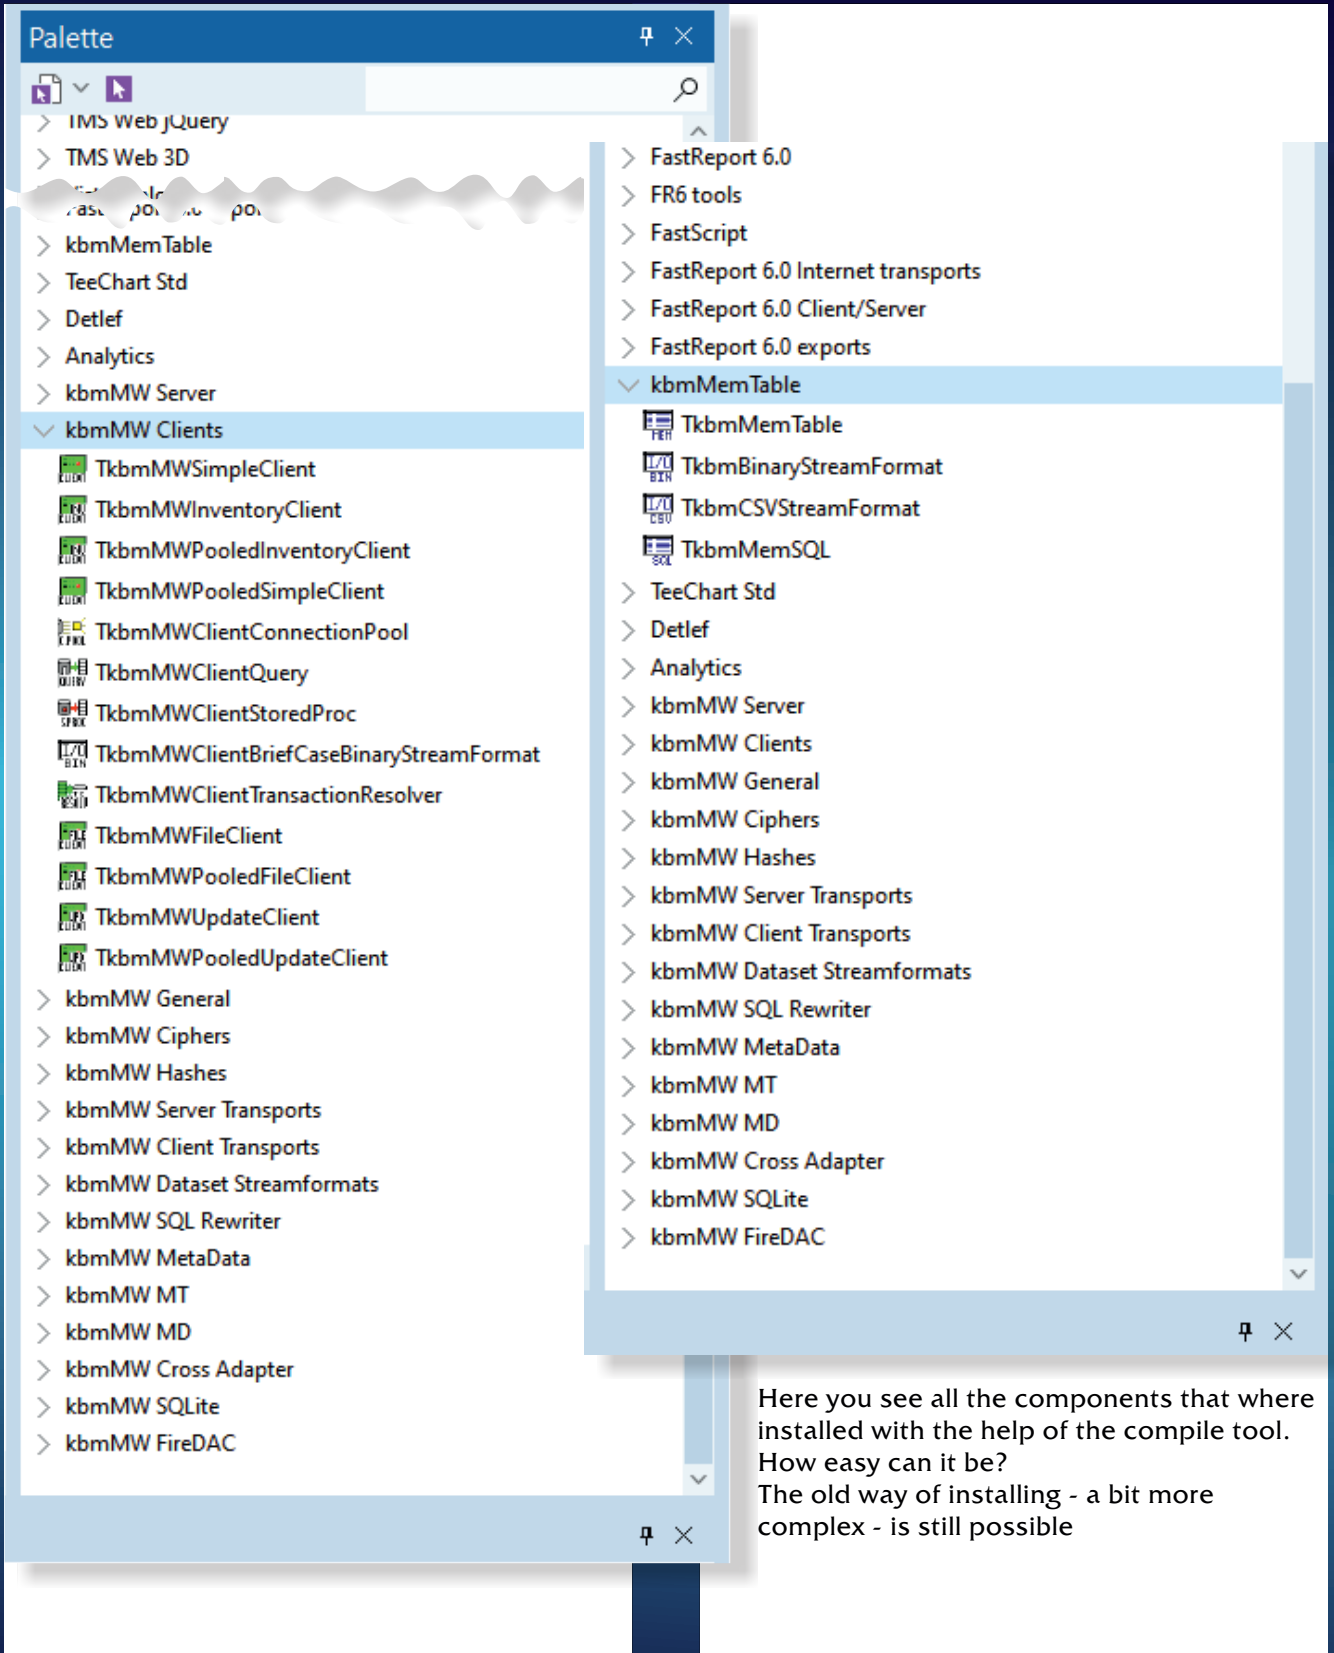 Palette
TMS Web jQuery
TMS Web 3D
kbmMemTable
TeeChart Std
Detlef
Analytics
kbmMW Server
kbmMW Clients
TkbmMWSimpleClient
TkbmMWInventoryClient
TkbmMWPooledInventoryClient
TkbmMWPooledSimpleClient
TkbmMWClientConnectionPool
TkbmMWClientQuery
TkbmMWClientStoredProc
TkbmMWClientBriefCaseBinaryStreamFormat
TkbmMWClientTransactionResolver
TkbmMWFileClient
TkbmMWPooledFileClient
TkbmMWUpdateClient
TkbmMWPooledUpdateClient
kbmMW General
kbmMW Ciphers
kbmMW Hashes
kbmMW Server Transports
kbmMW Client Transports
kbmMW Dataset Streamformats
kbmMW SQL Rewriter
kbmMW MetaData
kbmMW MT
kbmMW MD
kbmMW Cross Adapter
kbmMW SQLite
kbmMW FireDAC
FastReport 6.0
FR6 tools
FastScript
FastReport 6.0 Internet transports
FastReport 6.0 Client/Server
FastReport 6.0 exports
kbmMemTable
TkbmMemTable
TkbmBinaryStreamFormat
TkbmCSVStreamFormat
TkbmMemSQL
TeeChart Std
Detlef
Analytics
kbmMW Server
kbmMW Clients
kbmMW General
kbmMW Ciphers
kbmMW Hashes
kbmMW Server Transports
kbmMW Client Transports
kbmMW Dataset Streamformats
kbmMW SQL Rewriter
kbmMW MetaData
kbmMW MT
kbmMW MD
kbmMW Cross Adapter
kbmMW SQLite
kbmMW FireDAC
Here you see all the components that where
installed with the help of the compile tool.
How easy can it be?
The old way of installing - a bit more
complex - is still possible